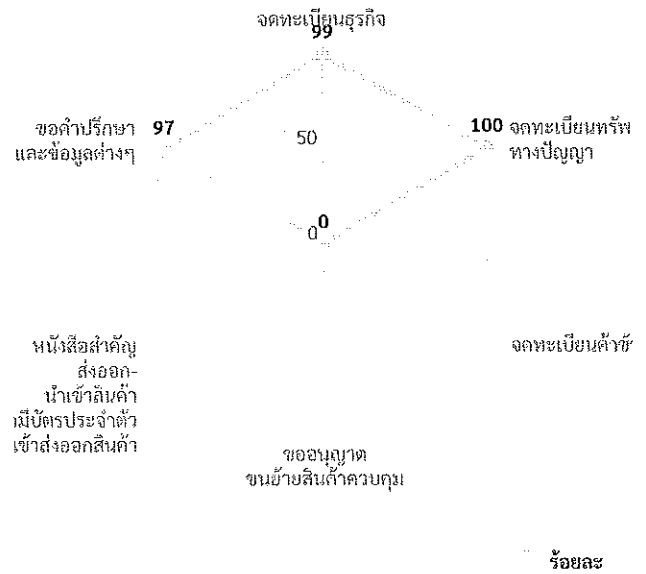 จดทะเบียนธุรกิจ
99
ขอคำปรึกษา
และข้อมูลต่างๆ
97
50
100
จดทะเบียนทรัพ
ทางปัญญา
0
0
หนังสือสำคัญ
ส่งออก-
นำเข้าสินค้า
มีบัตรประจำตัว
เข้าส่งออกสินค้า
จดทะเบียนค้าข้
ขออนุญาต
ขนย้ายสินค้าควบคุม
ร้อยละ